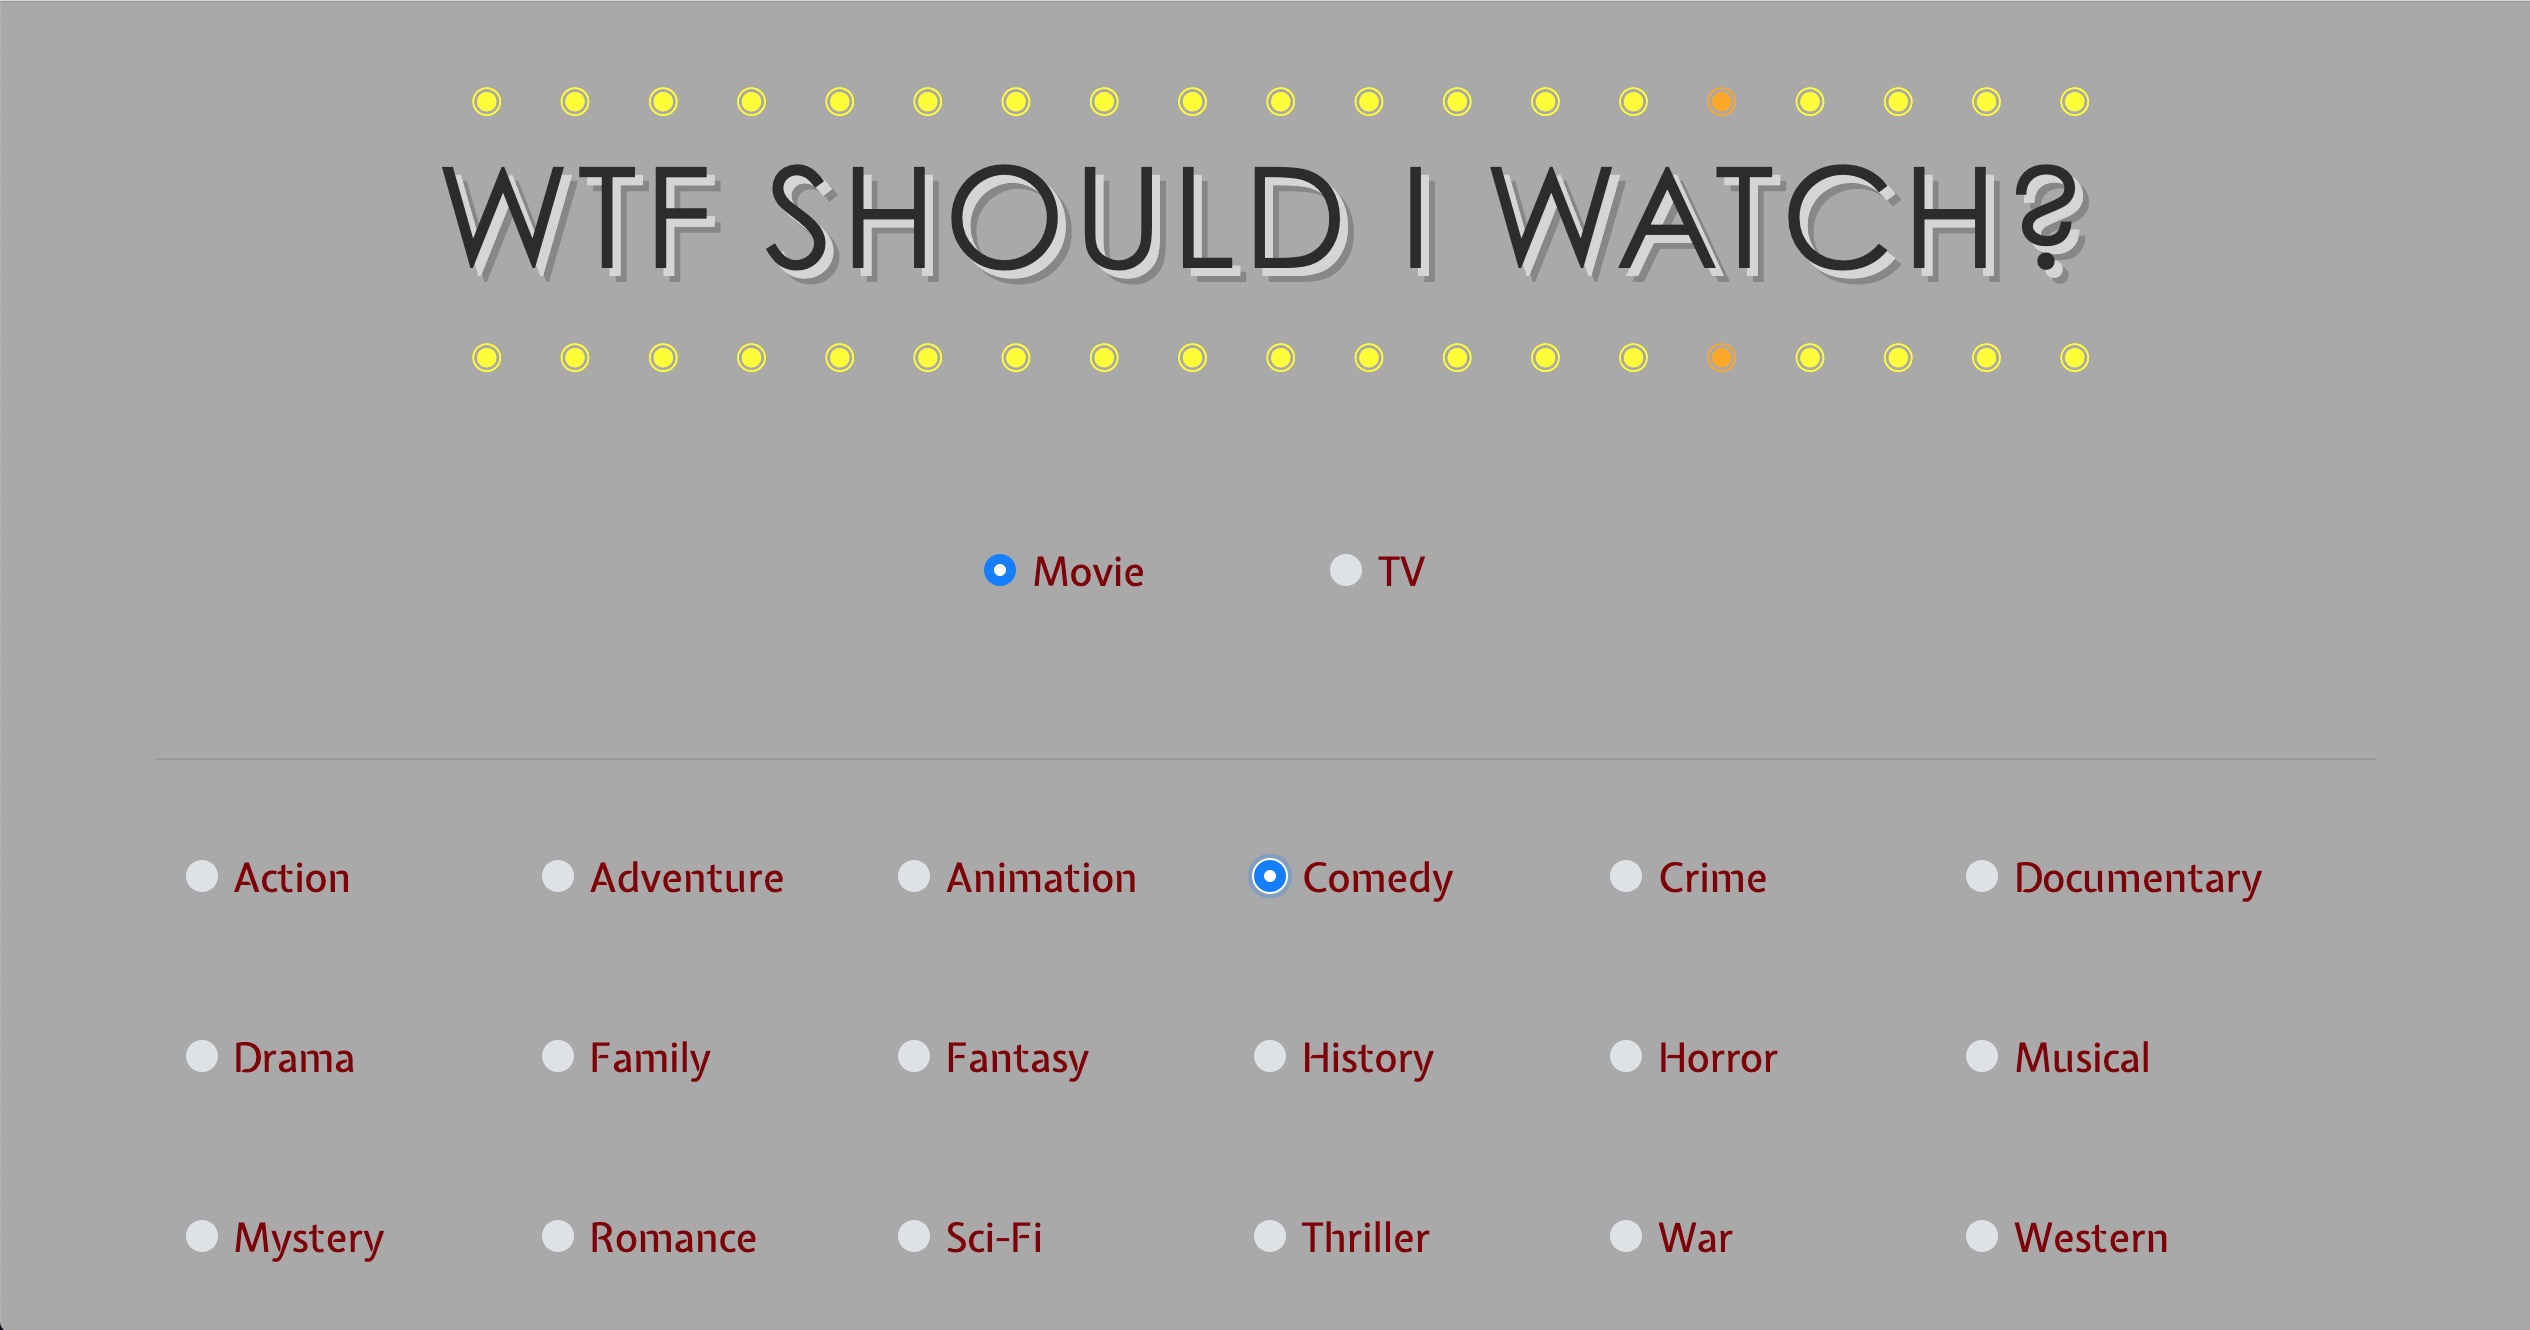 WTF SHOULD I WATCH?
Movie TV
Action Adventure Animation Comedy Crime Documentary
Drama Family Fantasy History Horror Musical
Mystery Romance Sci-Fi Thriller War Western